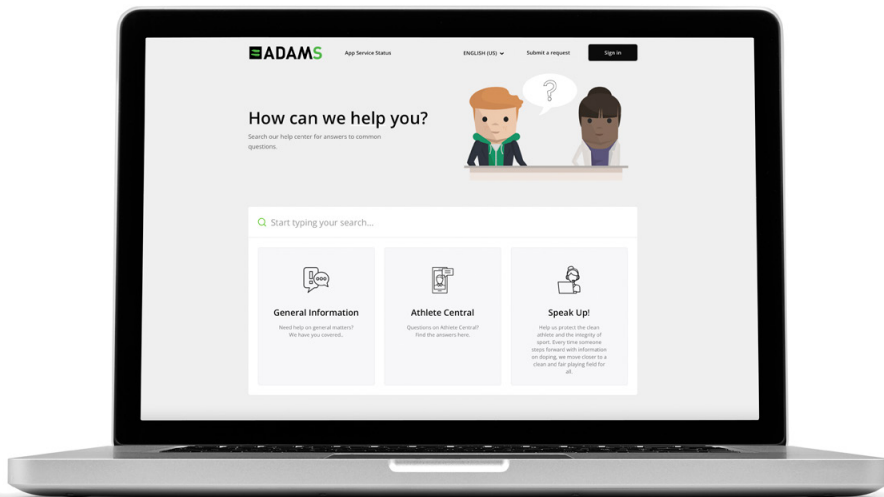 ADAMS
App Service Status
ENGLISH (US)
Submit a request
Sign in
?
How can we help you?
Search our help center for answers to common
questions.
Start typing your search...
General Information
Need help on general matters?
We have you covered..
Athlete Central
Questions on Athlete Central?
Find the answers here.
Speak Up!
Help us protect the clean
athlete and the integrity of
sport. Every time someone
steps forward with information
on doping, we move closer to a
clean and fair playing field for
all.